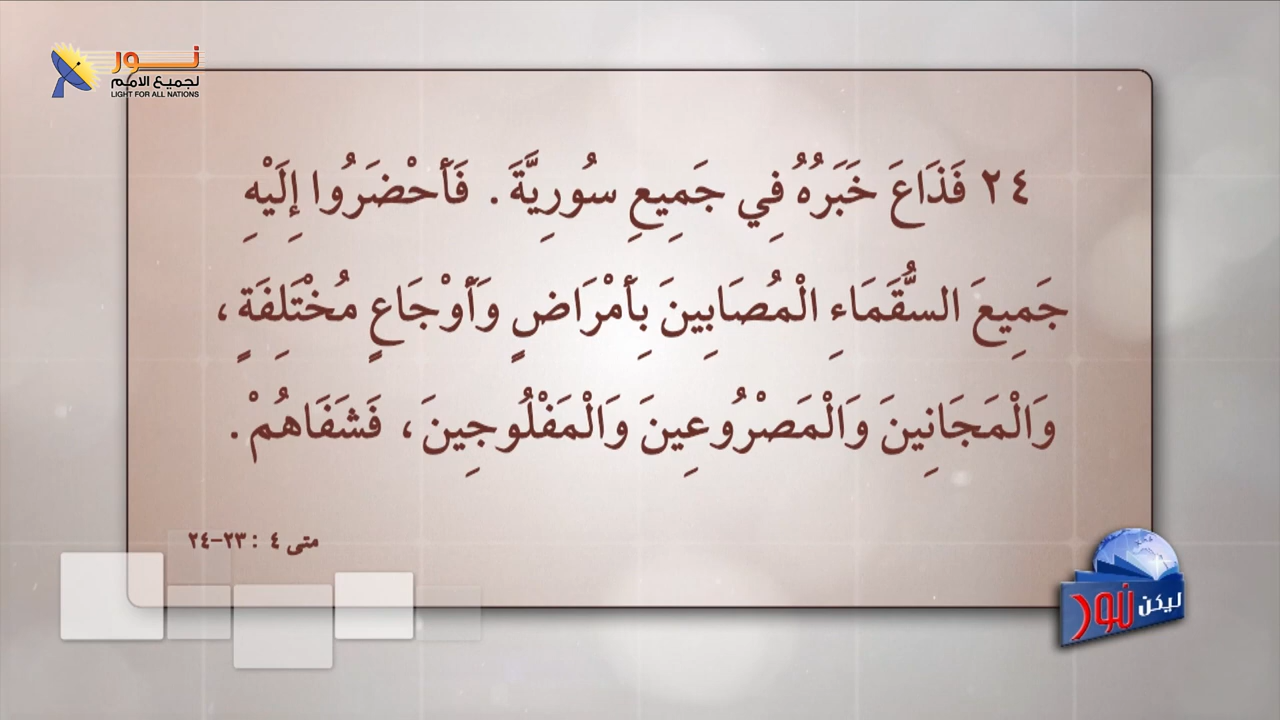 نور
لجميع الامم
LIGHT FOR ALL NATIONS
٢٤ فَذَاعَ خَبَرُهُ فِي جَمِيعِ سُورِيَّةَ. فَأَحْضَرُوا إِلَيْهِ
جَمِيعَ السُّقَمَاءِ الْمُصَابِينَ بِأَمْرَاضٍ وَأَوْجَاعٍ مُخْتَلِفَةٍ،
وَالْمَجَانِينَ وَالْمَصْرُوعِينَ وَالْمَفْلُوجِينَ، فَشَفَاهُمْ.
متى ٤ : ٢٣-٢٤
ليكن نور